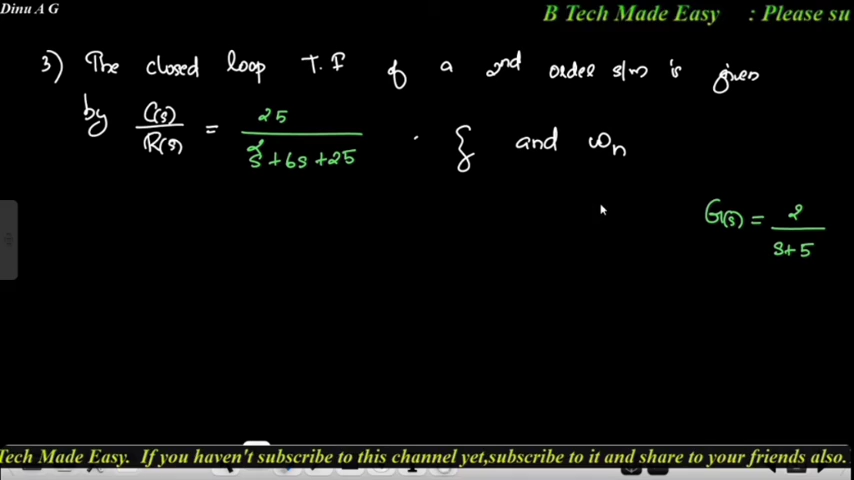 Dinu A G
B Tech Made Easy : Please su
3) The closed loop T.F of a 2nd order s/m is given
by C(s)/R(s) = 25/(s²+6s+25) . ξ and ωn
G(s) = 2/(s+5)
Tech Made Easy. If you haven't subscribe to this channel yet,subscribe to it and share to your friends also.